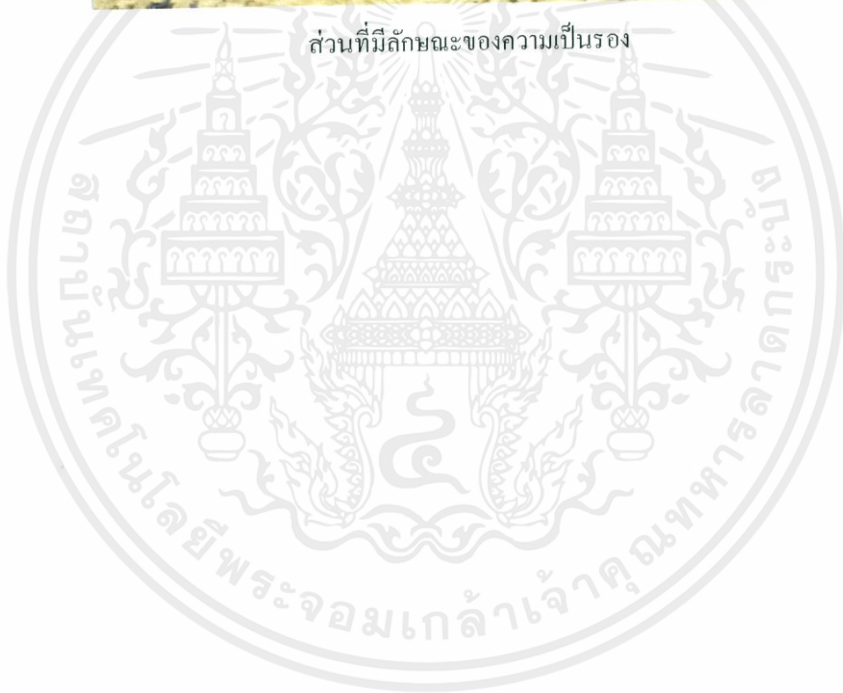 ส่วนที่มีลักษณะของความเป็นรอง
สถาบันเทคโนโลยีพระจอมเกล้าเจ้าคุณทหารลาดกระบัง
๔